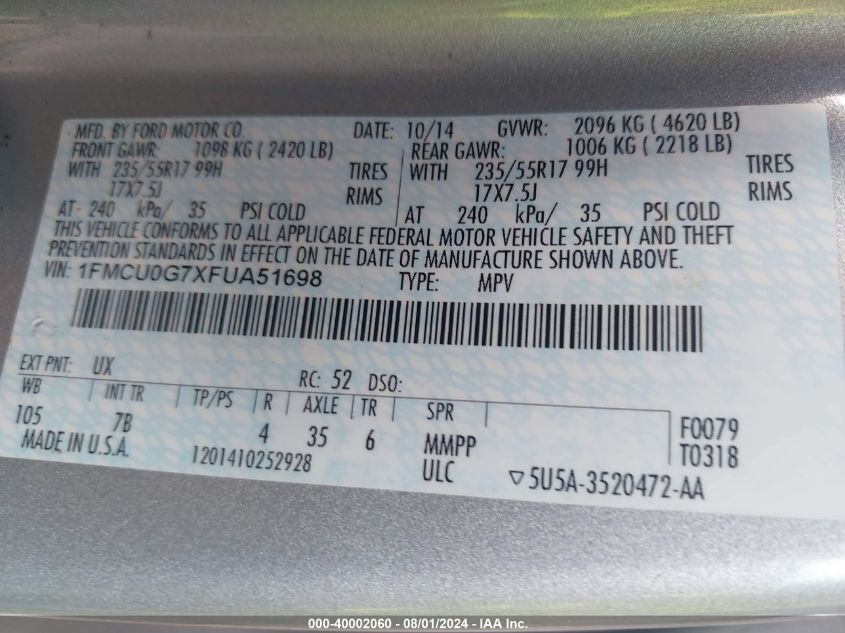 MFD. BY FORD MOTOR CO. DATE: 10/14 GVWR: 2096 KG ( 4620 LB)
FRONT GAWR: 1098 KG ( 2420 LB) REAR GAWR: 1006 KG ( 2218 LB)
WITH 235/55R17 99H TIRES WITH 235/55R17 99H TIRES
17X7.5J RIMS 17X7.5J RIMS
AT 240 kPa/ 35 PSI COLD AT 240 kPa/ 35 PSI COLD
THIS VEHICLE CONFORMS TO ALL APPLICABLE FEDERAL MOTOR VEHICLE SAFETY AND THEFT
PREVENTION STANDARDS IN EFFECT ON THE DATE OF MANUFACTURE SHOWN ABOVE.
VIN: 1FMCU0G7XFUA51698 TYPE: MPV
EXT PNT: UX RC: 52 DSO:
WB INT TR TP/PS R AXLE TR SPR
105 7B 4 35 6 MMPP F0079
MADE IN U.S.A. 1201410252928 ULC T0318
▽5U5A-3520472-AA
000-40002060 - 08/01/2024 - IAA Inc.